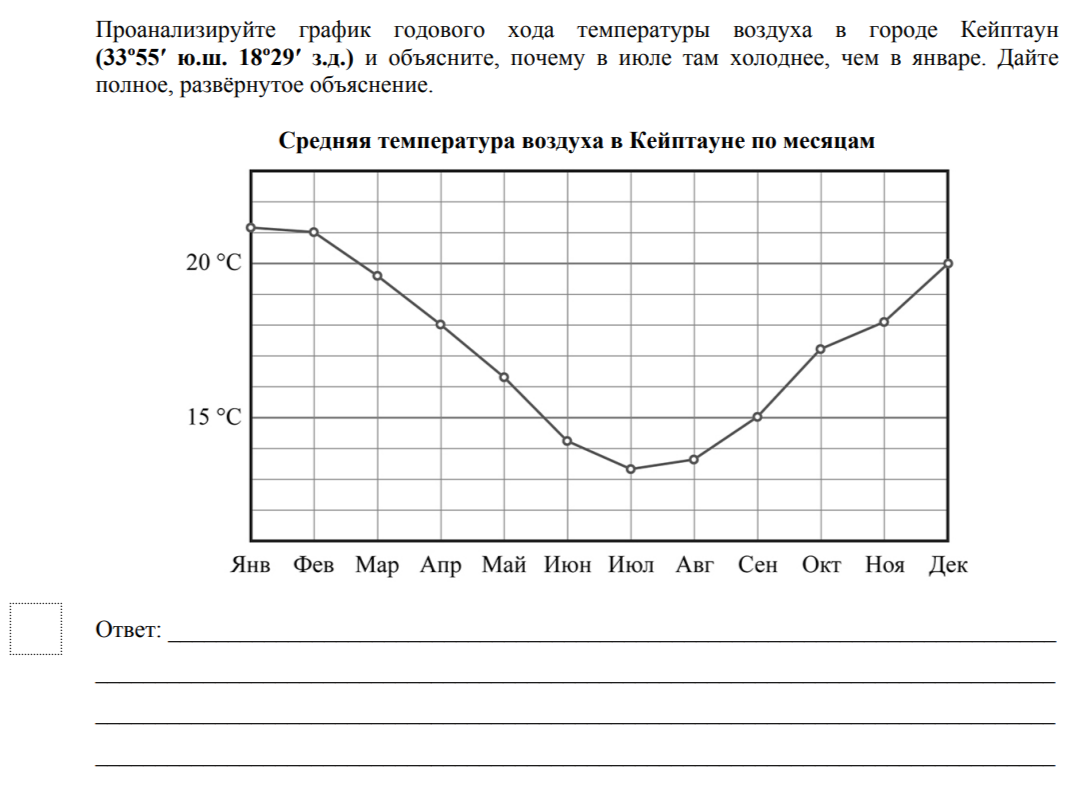 Проанализируйте график годового хода температуры воздуха в городе Кейптаун
(33º55′ ю.ш. 18º29′ з.д.) и объясните, почему в июле там холоднее, чем в январе. Дайте
полное, развёрнутое объяснение.
Средняя температура воздуха в Кейптауне по месяцам
20 °C
15 °C
Янв Фев Мар Апр Май Июн Июл Авг Сен Окт Ноя Дек
Ответ: